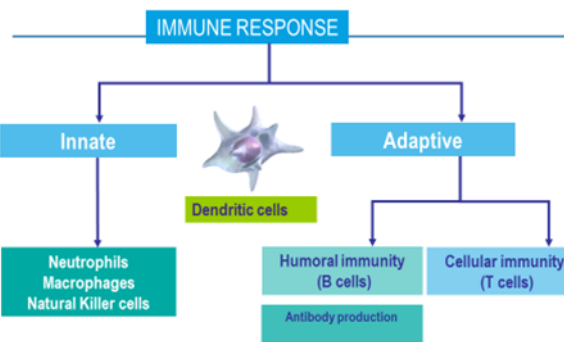 IMMUNE RESPONSE
Innate
Adaptive
Dendritic cells
Neutrophils
Macrophages
Natural Killer cells
Humoral immunity
(B cells)
Cellular immunity
(T cells)
Antibody production